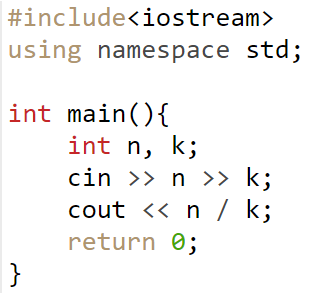 #include<iostream>
using namespace std;

int main(){
    int n, k;
    cin >> n >> k;
    cout << n / k;
    return 0;
}